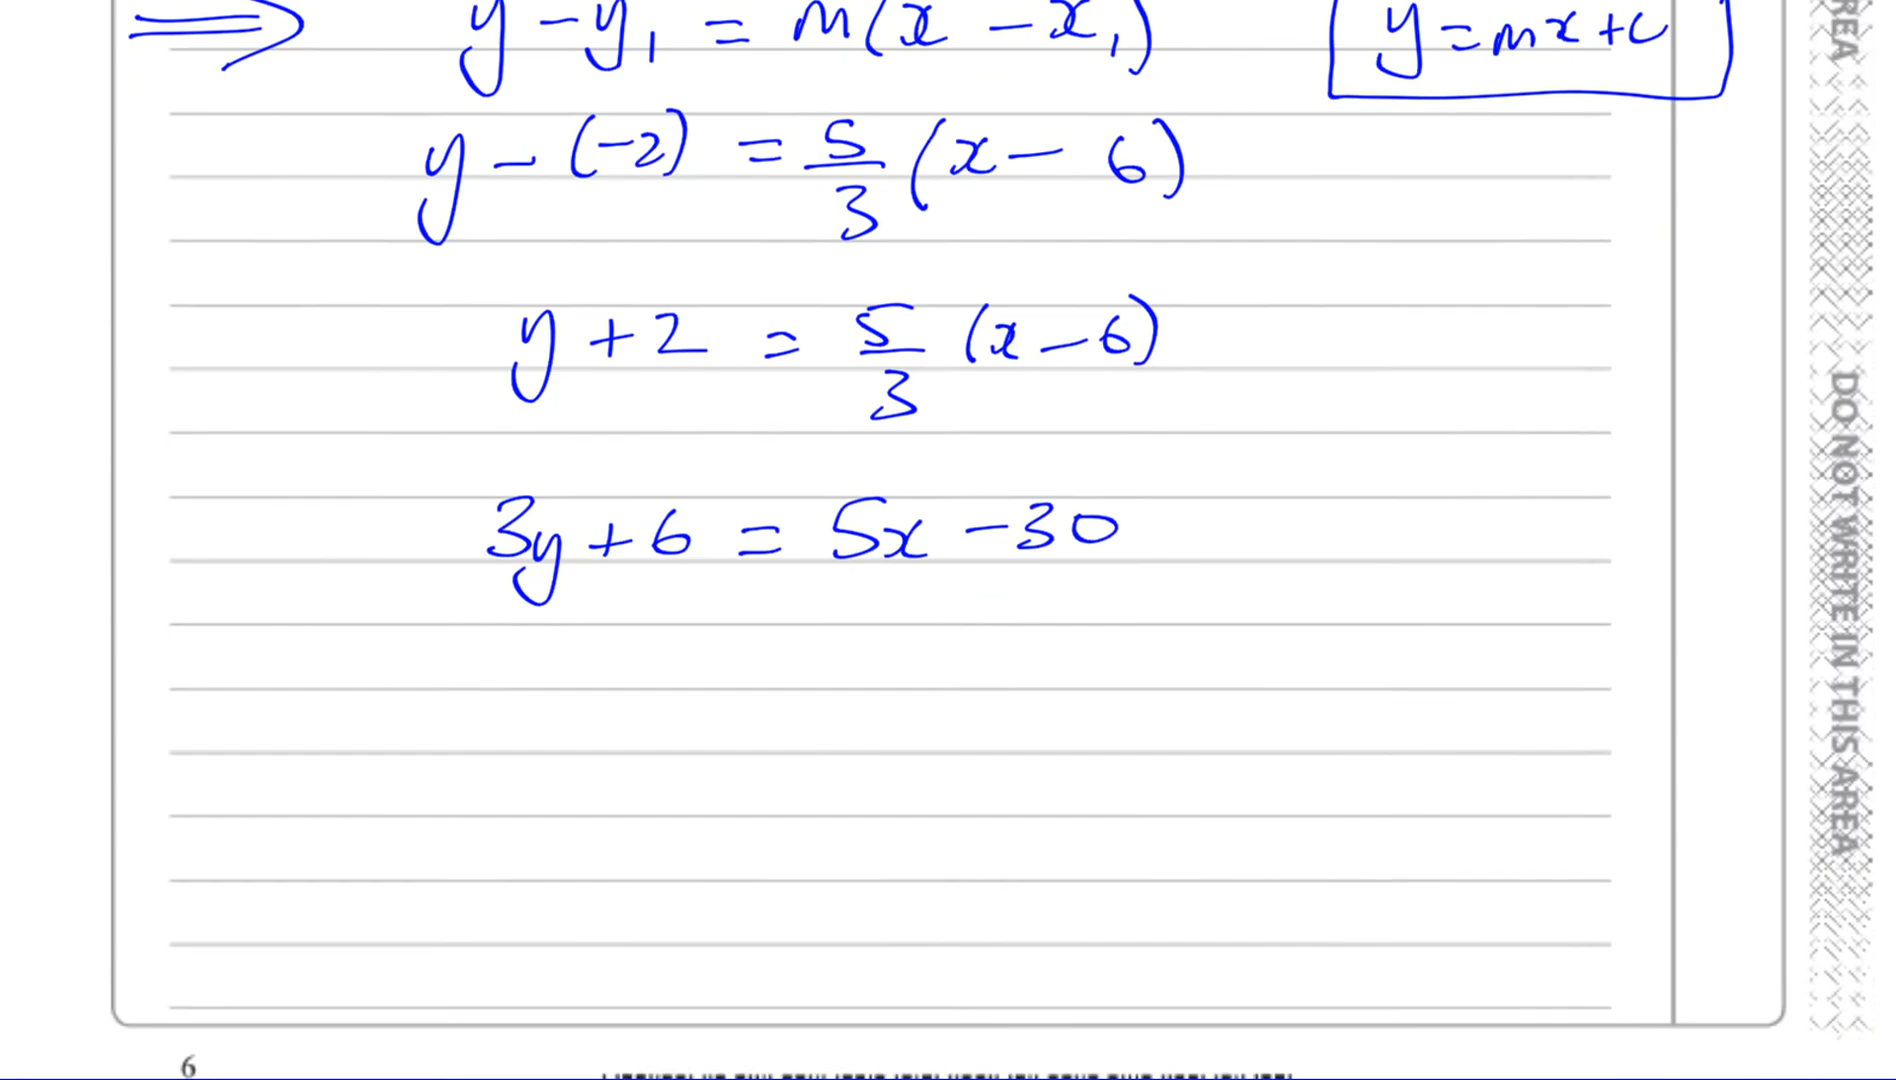 ⟹ y - y₁ = m(x - x₁) y = mx + c
y - (-2) = 5/3 (x - 6)
y + 2 = 5/3 (x - 6)
3y + 6 = 5x - 30
6
AREA
DO NOT WRITE IN THIS AREA